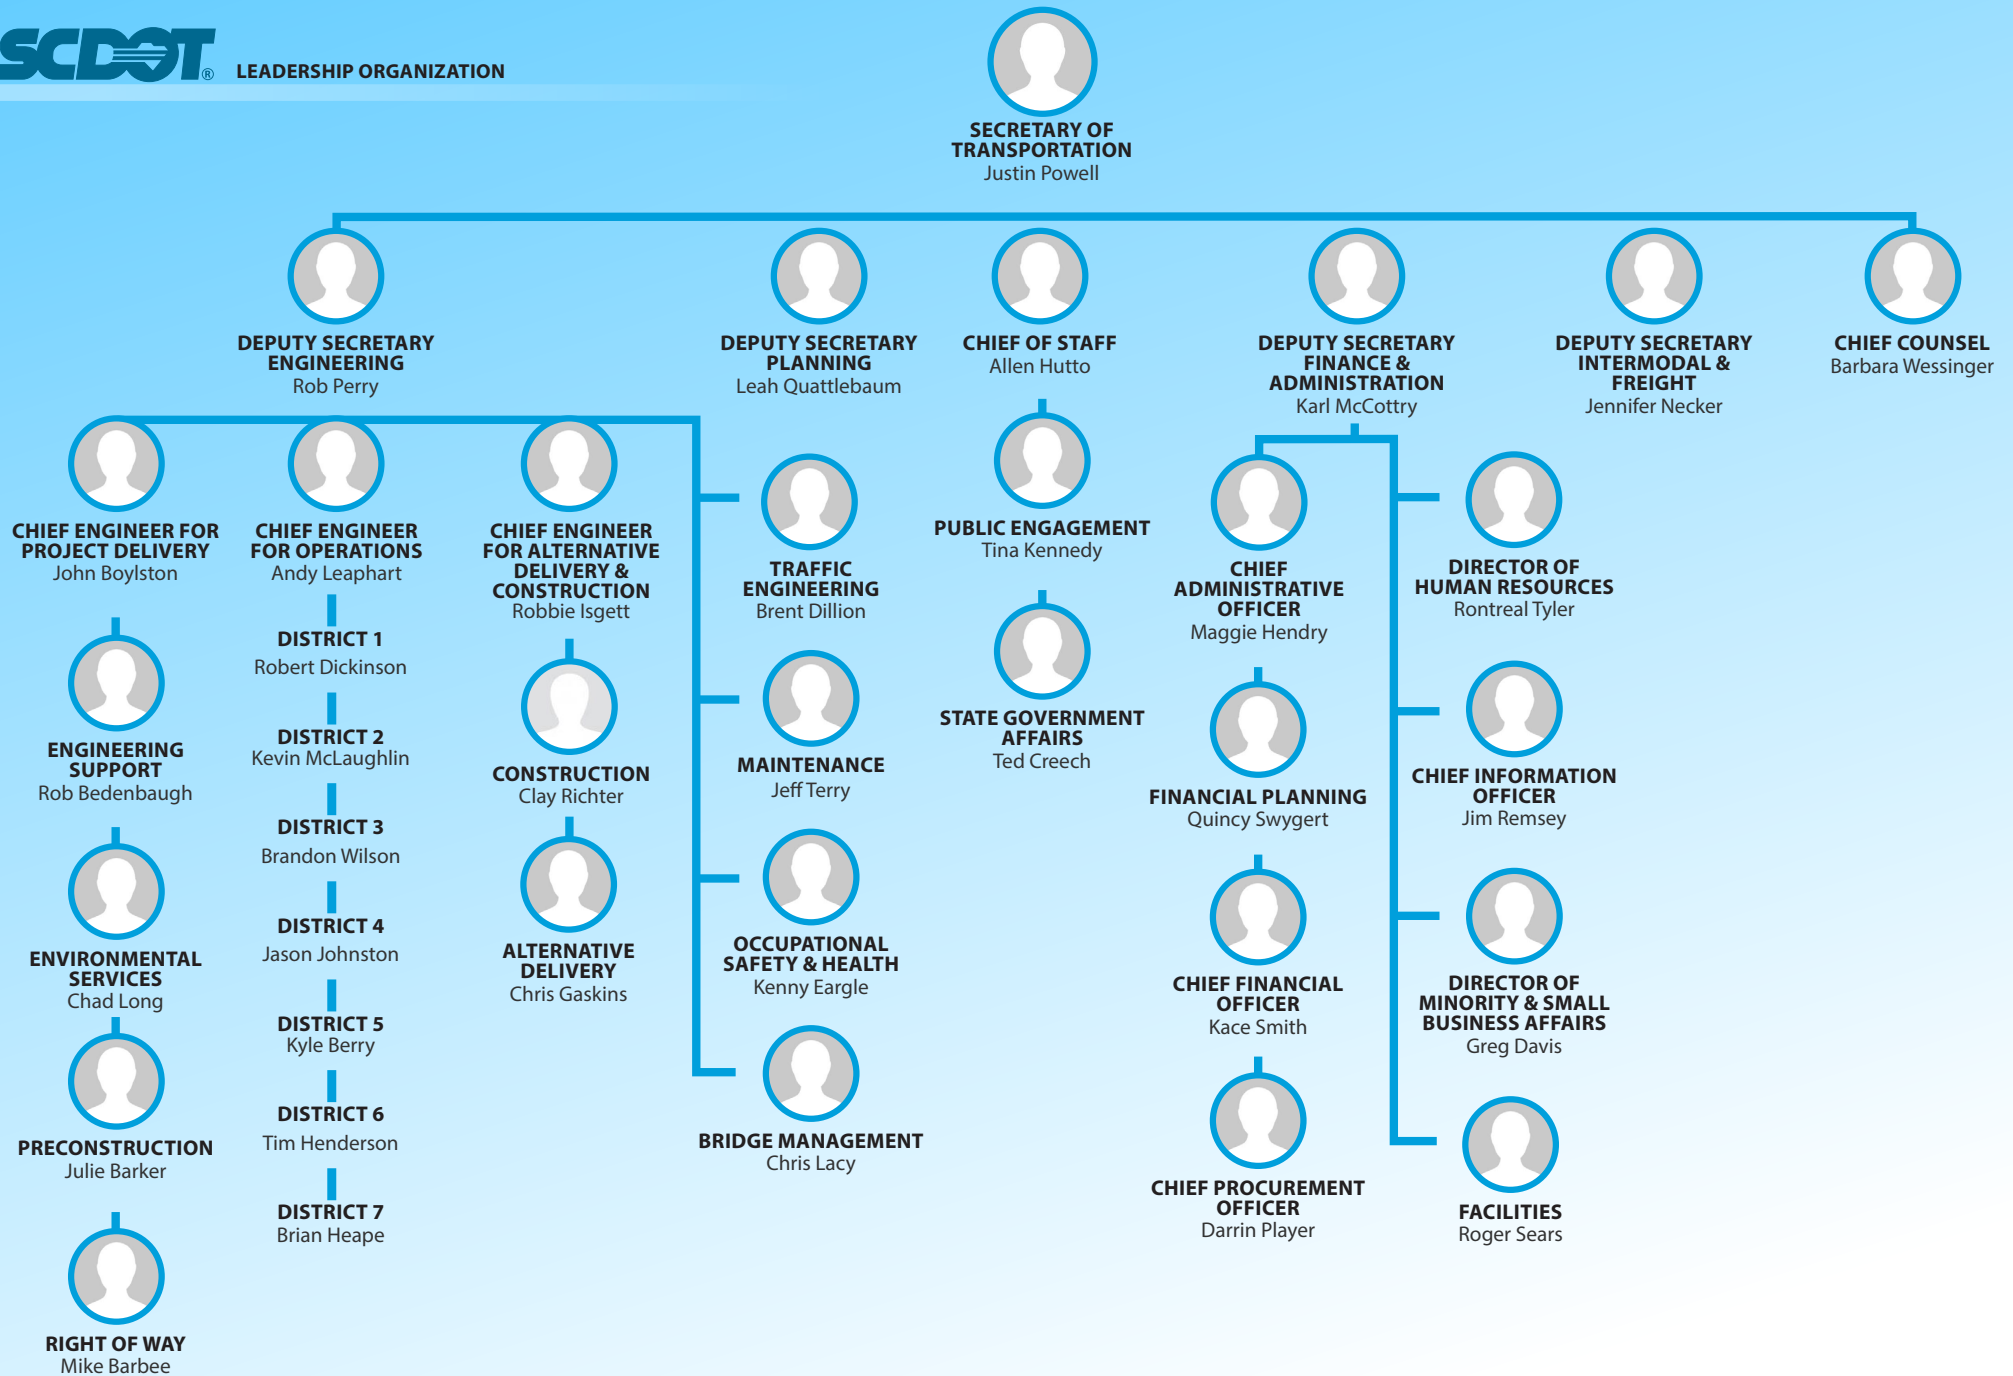 SCDOT®
LEADERSHIP ORGANIZATION
SECRETARY OF
TRANSPORTATION
Justin Powell
DEPUTY SECRETARY
ENGINEERING
Rob Perry
DEPUTY SECRETARY
PLANNING
Leah Quattlebaum
CHIEF OF STAFF
Allen Hutto
DEPUTY SECRETARY
FINANCE &
ADMINISTRATION
Karl McCottry
DEPUTY SECRETARY
INTERMODAL &
FREIGHT
Jennifer Necker
CHIEF COUNSEL
Barbara Wessinger
CHIEF ENGINEER FOR
PROJECT DELIVERY
John Boylston
ENGINEERING
SUPPORT
Rob Bedenbaugh
ENVIRONMENTAL
SERVICES
Chad Long
PRECONSTRUCTION
Julie Barker
RIGHT OF WAY
Mike Barbee
CHIEF ENGINEER
FOR OPERATIONS
Andy Leaphart
DISTRICT 1
Robert Dickinson
DISTRICT 2
Kevin McLaughlin
DISTRICT 3
Brandon Wilson
DISTRICT 4
Jason Johnston
DISTRICT 5
Kyle Berry
DISTRICT 6
Tim Henderson
DISTRICT 7
Brian Heape
CHIEF ENGINEER
FOR ALTERNATIVE
DELIVERY &
CONSTRUCTION
Robbie Isgett
CONSTRUCTION
Clay Richter
ALTERNATIVE
DELIVERY
Chris Gaskins
TRAFFIC
ENGINEERING
Brent Dillion
MAINTENANCE
Jeff Terry
OCCUPATIONAL
SAFETY & HEALTH
Kenny Eargle
BRIDGE MANAGEMENT
Chris Lacy
PUBLIC ENGAGEMENT
Tina Kennedy
STATE GOVERNMENT
AFFAIRS
Ted Creech
CHIEF
ADMINISTRATIVE
OFFICER
Maggie Hendry
FINANCIAL PLANNING
Quincy Swygert
CHIEF FINANCIAL
OFFICER
Kace Smith
CHIEF PROCUREMENT
OFFICER
Darrin Player
DIRECTOR OF
HUMAN RESOURCES
Rontreal Tyler
CHIEF INFORMATION
OFFICER
Jim Remsey
DIRECTOR OF
MINORITY & SMALL
BUSINESS AFFAIRS
Greg Davis
FACILITIES
Roger Sears